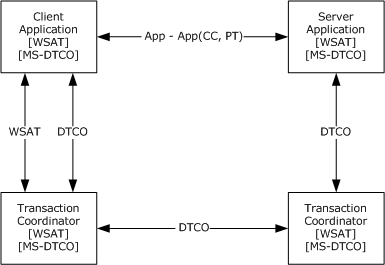 Client
Application
[WSAT]
[MS-DTCO]
App - App(CC, PT)
Server
Application
[WSAT]
[MS-DTCO]
WSAT
DTCO
DTCO
Transaction
Coordinator
[WSAT]
[MS-DTCO]
DTCO
Transaction
Coordinator
[WSAT]
[MS-DTCO]